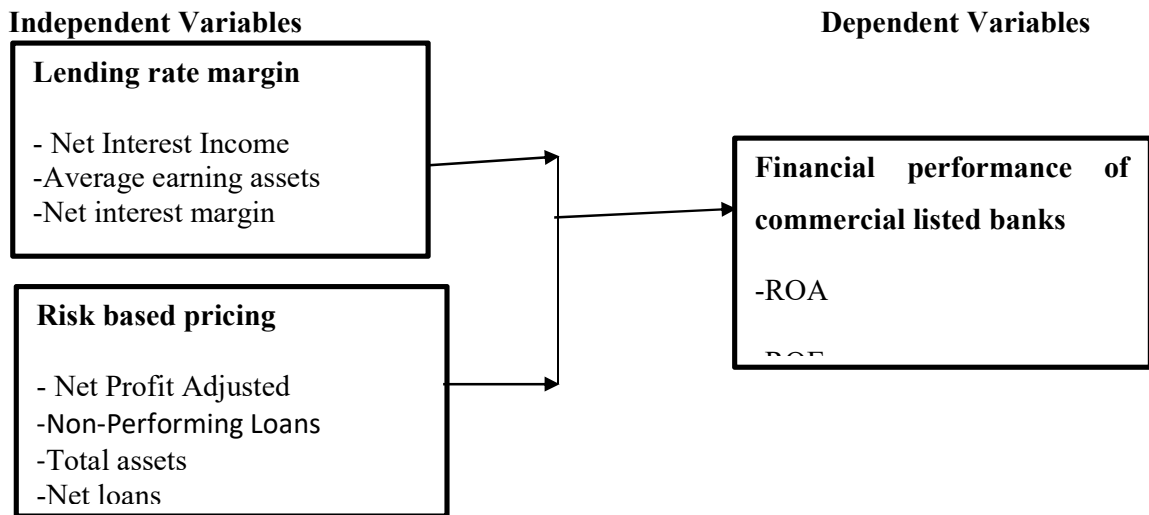 Independent Variables
Dependent Variables
Lending rate margin
- Net Interest Income
-Average earning assets
-Net interest margin
Risk based pricing
- Net Profit Adjusted
-Non-Performing Loans
-Total assets
-Net loans
Financial performance of
commercial listed banks
-ROA